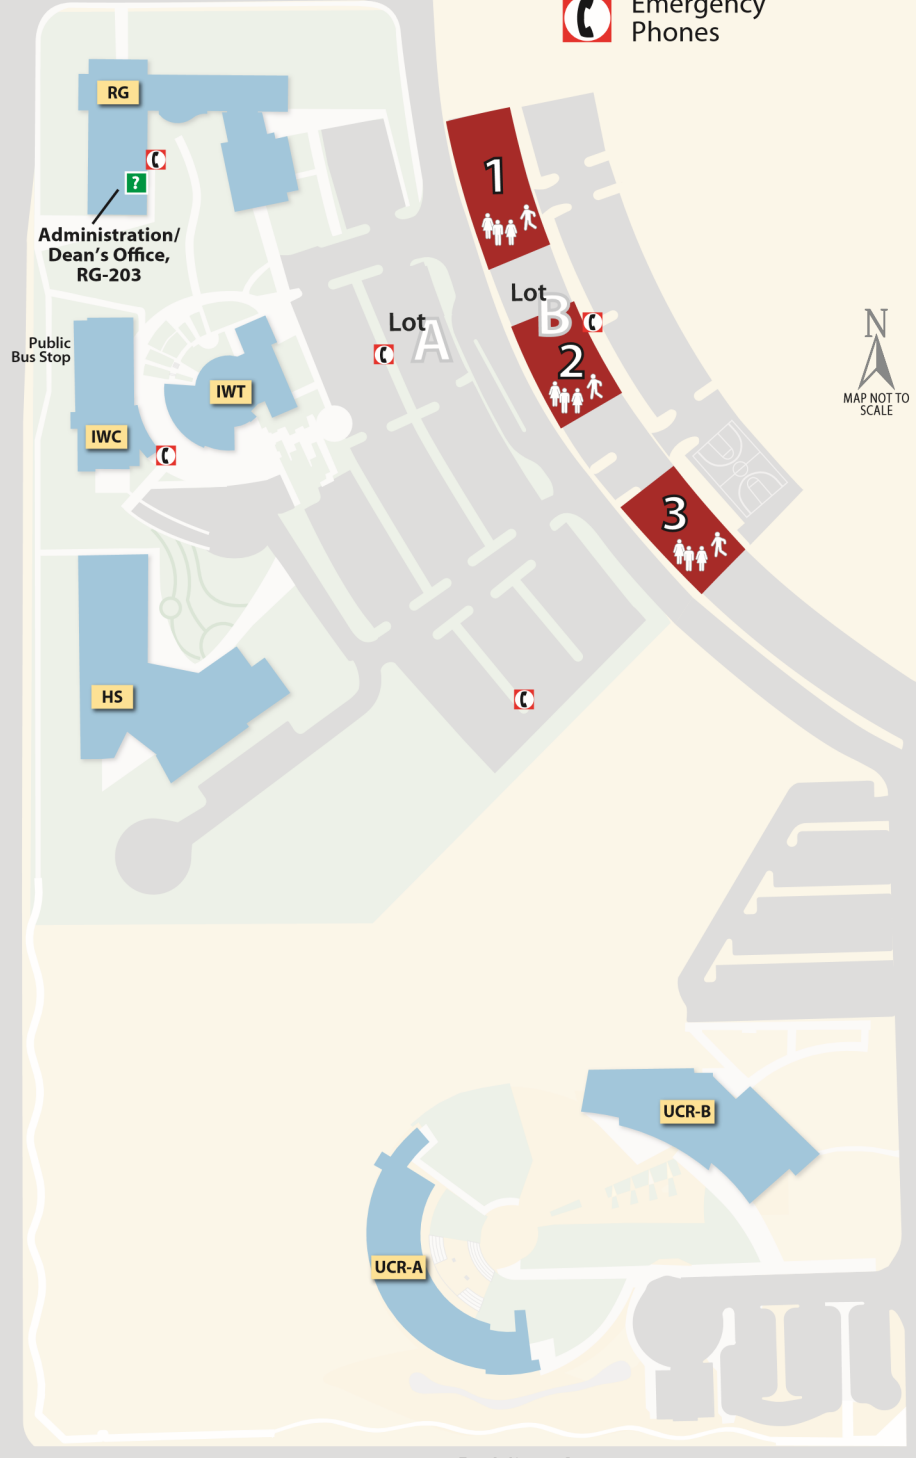 Emergency
Phones
RG
?
Administration/
Dean's Office,
RG-203
1
Lot
B
2
Lot
A
N
MAP NOT TO
SCALE
Public
Bus Stop
IWT
IWC
3
HS
UCR-B
UCR-A